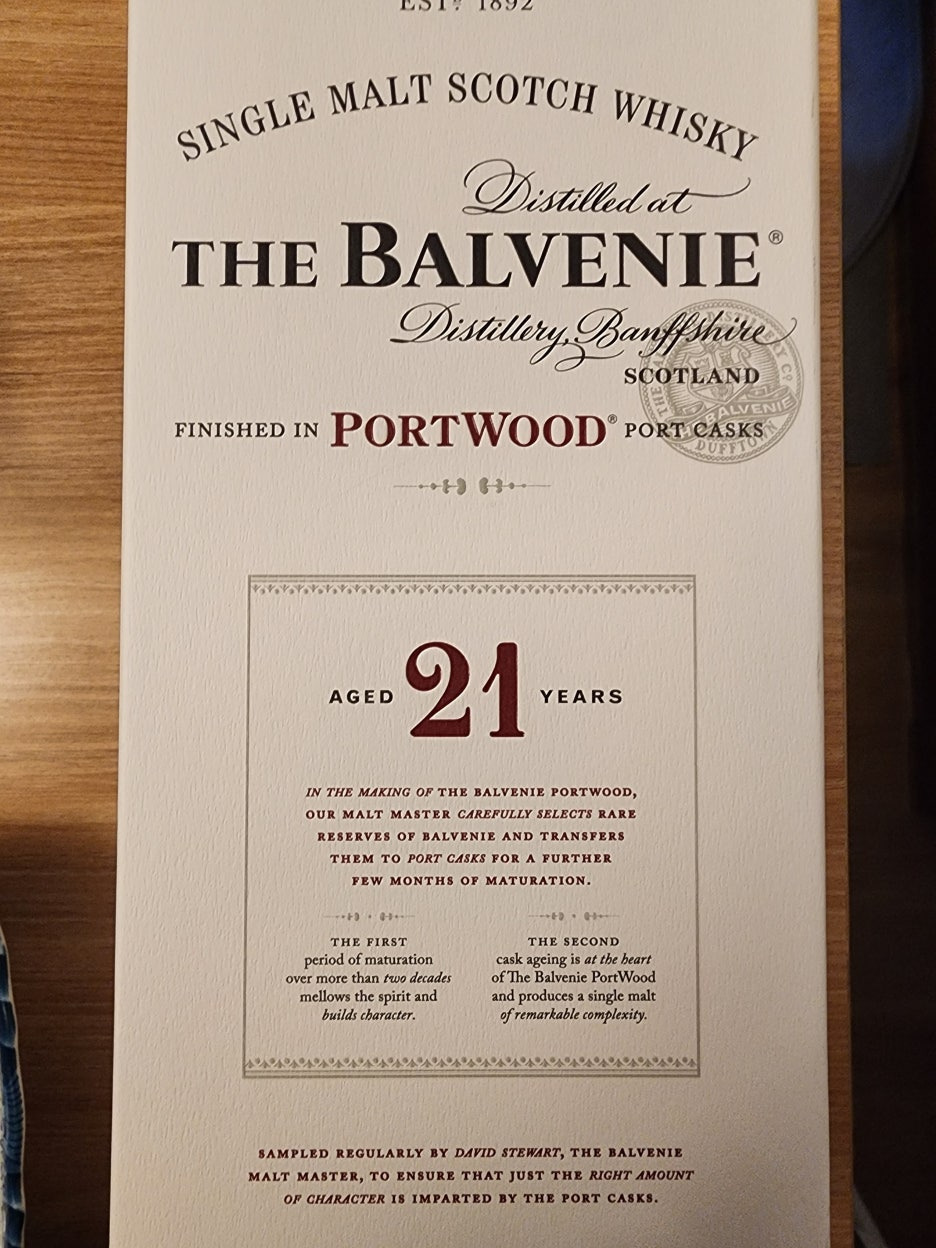 ESTD 1892
SINGLE MALT SCOTCH WHISKY
Distilled at
THE BALVENIE®
Distillery, Banffshire
SCOTLAND
FINISHED IN PORTWOOD® PORT CASKS
BALVENIE
DUFFTOWN
AGED 21 YEARS
IN THE MAKING OF THE BALVENIE PORTWOOD,
OUR MALT MASTER CAREFULLY SELECTS RARE
RESERVES OF BALVENIE AND TRANSFERS
THEM TO PORT CASKS FOR A FURTHER
FEW MONTHS OF MATURATION.
THE FIRST
period of maturation
over more than two decades
mellows the spirit and
builds character.
THE SECOND
cask ageing is at the heart
of The Balvenie PortWood
and produces a single malt
of remarkable complexity.
SAMPLED REGULARLY BY DAVID STEWART, THE BALVENIE
MALT MASTER, TO ENSURE THAT JUST THE RIGHT AMOUNT
OF CHARACTER IS IMPARTED BY THE PORT CASKS.